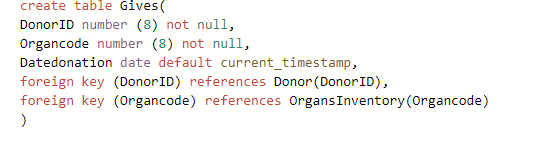 create table Gives(
DonorID number (8) not null,
Organcode number (8) not null,
Datedonation date default current_timestamp,
foreign key (DonorID) references Donor(DonorID),
foreign key (Organcode) references OrgansInventory(Organcode)
)